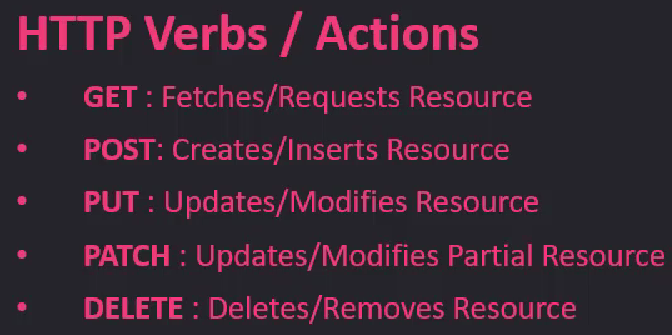 HTTP Verbs / Actions
• GET : Fetches/Requests Resource
• POST: Creates/Inserts Resource
• PUT : Updates/Modifies Resource
• PATCH : Updates/Modifies Partial Resource
• DELETE : Deletes/Removes Resource